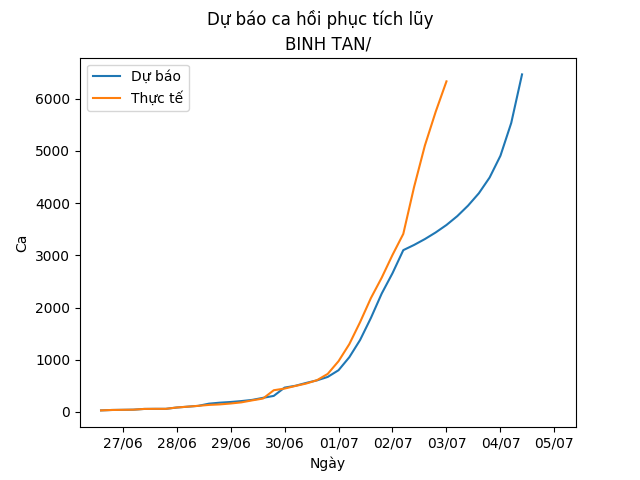 Dự báo ca hồi phục tích lũy
BINH TAN/
Dự báo
Thực tế
6000
5000
4000
3000
2000
1000
0
Ca
27/06 28/06 29/06 30/06 01/07 02/07 03/07 04/07 05/07
Ngày